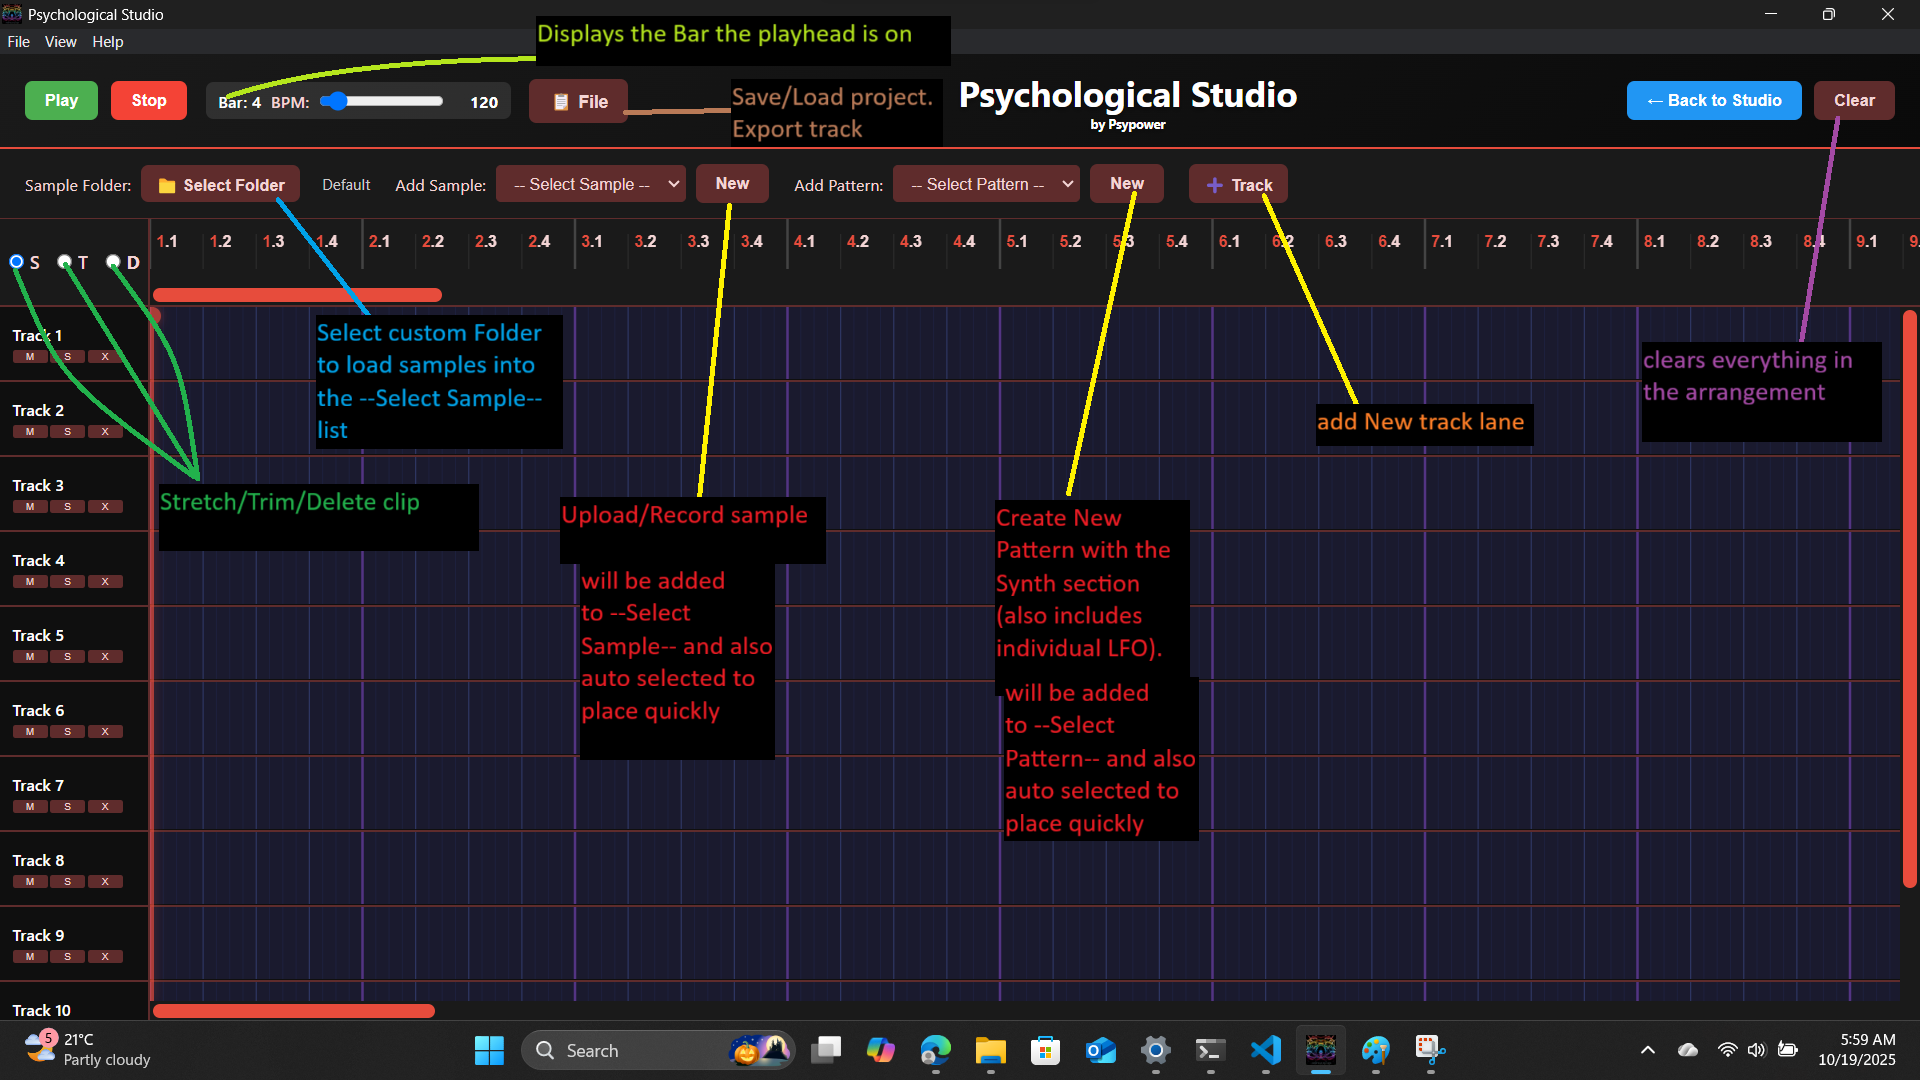 Psychological Studio
File View Help
Displays the Bar the playhead is on
Play Stop Bar: 4 BPM: 120 File
Save/Load project.
Export track
Psychological Studio
by Psypower
← Back to Studio Clear
Sample Folder: Select Folder Default Add Sample: -- Select Sample -- New Add Pattern: -- Select Pattern -- New Track
1.1 1.2 1.3 1.4 2.1 2.2 2.3 2.4 3.1 3.2 3.3 3.4 4.1 4.2 4.3 4.4 5.1 5.2 5.3 5.4 6.1 6.2 6.3 6.4 7.1 7.2 7.3 7.4 8.1 8.2 8.3 8.4 9.1 9.
S T D
Track 1
M S X
Track 2
M S X
Track 3
M S X
Track 4
M S X
Track 5
M S X
Track 6
M S X
Track 7
M S X
Track 8
M S X
Track 9
M S X
Track 10
Select custom Folder
to load samples into
the --Select Sample--
list
Stretch/Trim/Delete clip
Upload/Record sample
will be added
to --Select
Sample-- and also
auto selected to
place quickly
Create New
Pattern with the
Synth section
(also includes
individual LFO).
will be added
to --Select
Pattern-- and also
auto selected to
place quickly
add New track lane
clears everything in
the arrangement
5
21°C
Partly cloudy
Search
5:59 AM
10/19/2025